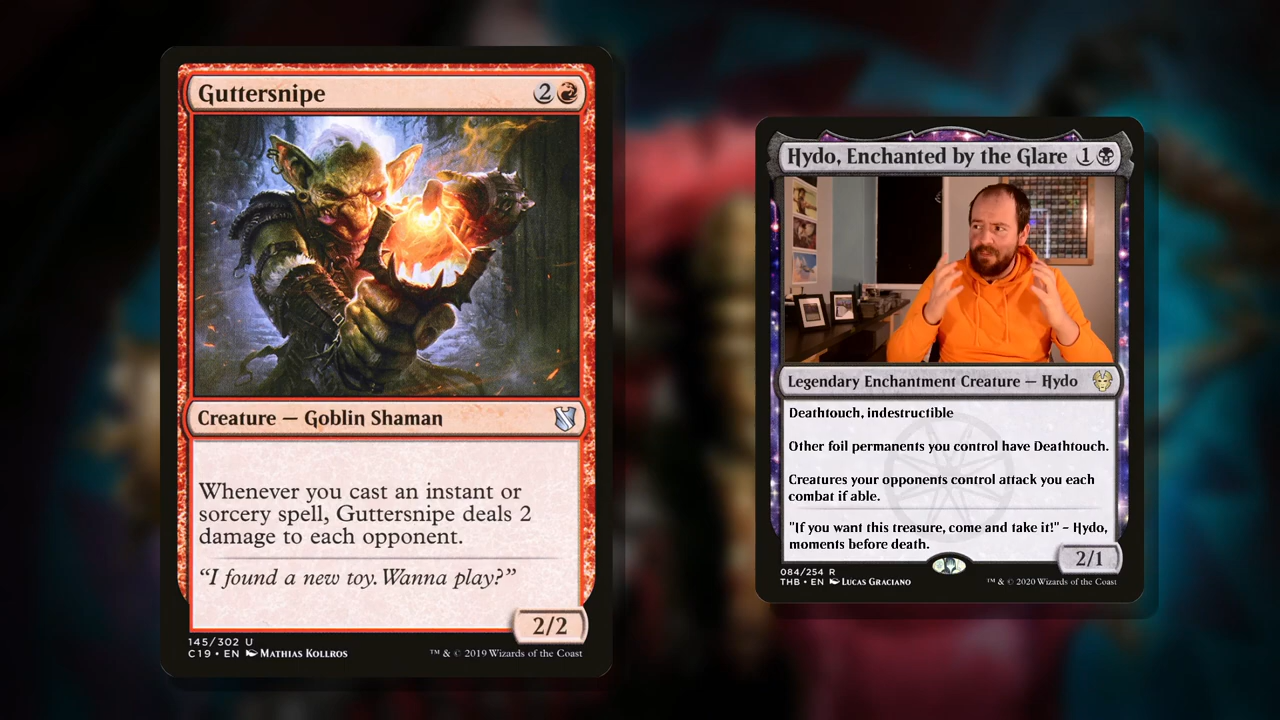 Guttersnipe 2
Creature — Goblin Shaman
Whenever you cast an instant or
sorcery spell, Guttersnipe deals 2
damage to each opponent.
“I found a new toy. Wanna play?”
2/2
145/302 U
C19 • EN Mathias Kollros
™ & © 2019 Wizards of the Coast
Hydo, Enchanted by the Glare 1
Legendary Enchantment Creature — Hydo
Deathtouch, indestructible
Other foil permanents you control have Deathtouch.
Creatures your opponents control attack you each
combat if able.
"If you want this treasure, come and take it!" – Hydo,
moments before death.
2/1
084/254 R
THB • EN Lucas Graciano
™ & © 2020 Wizards of the Coast